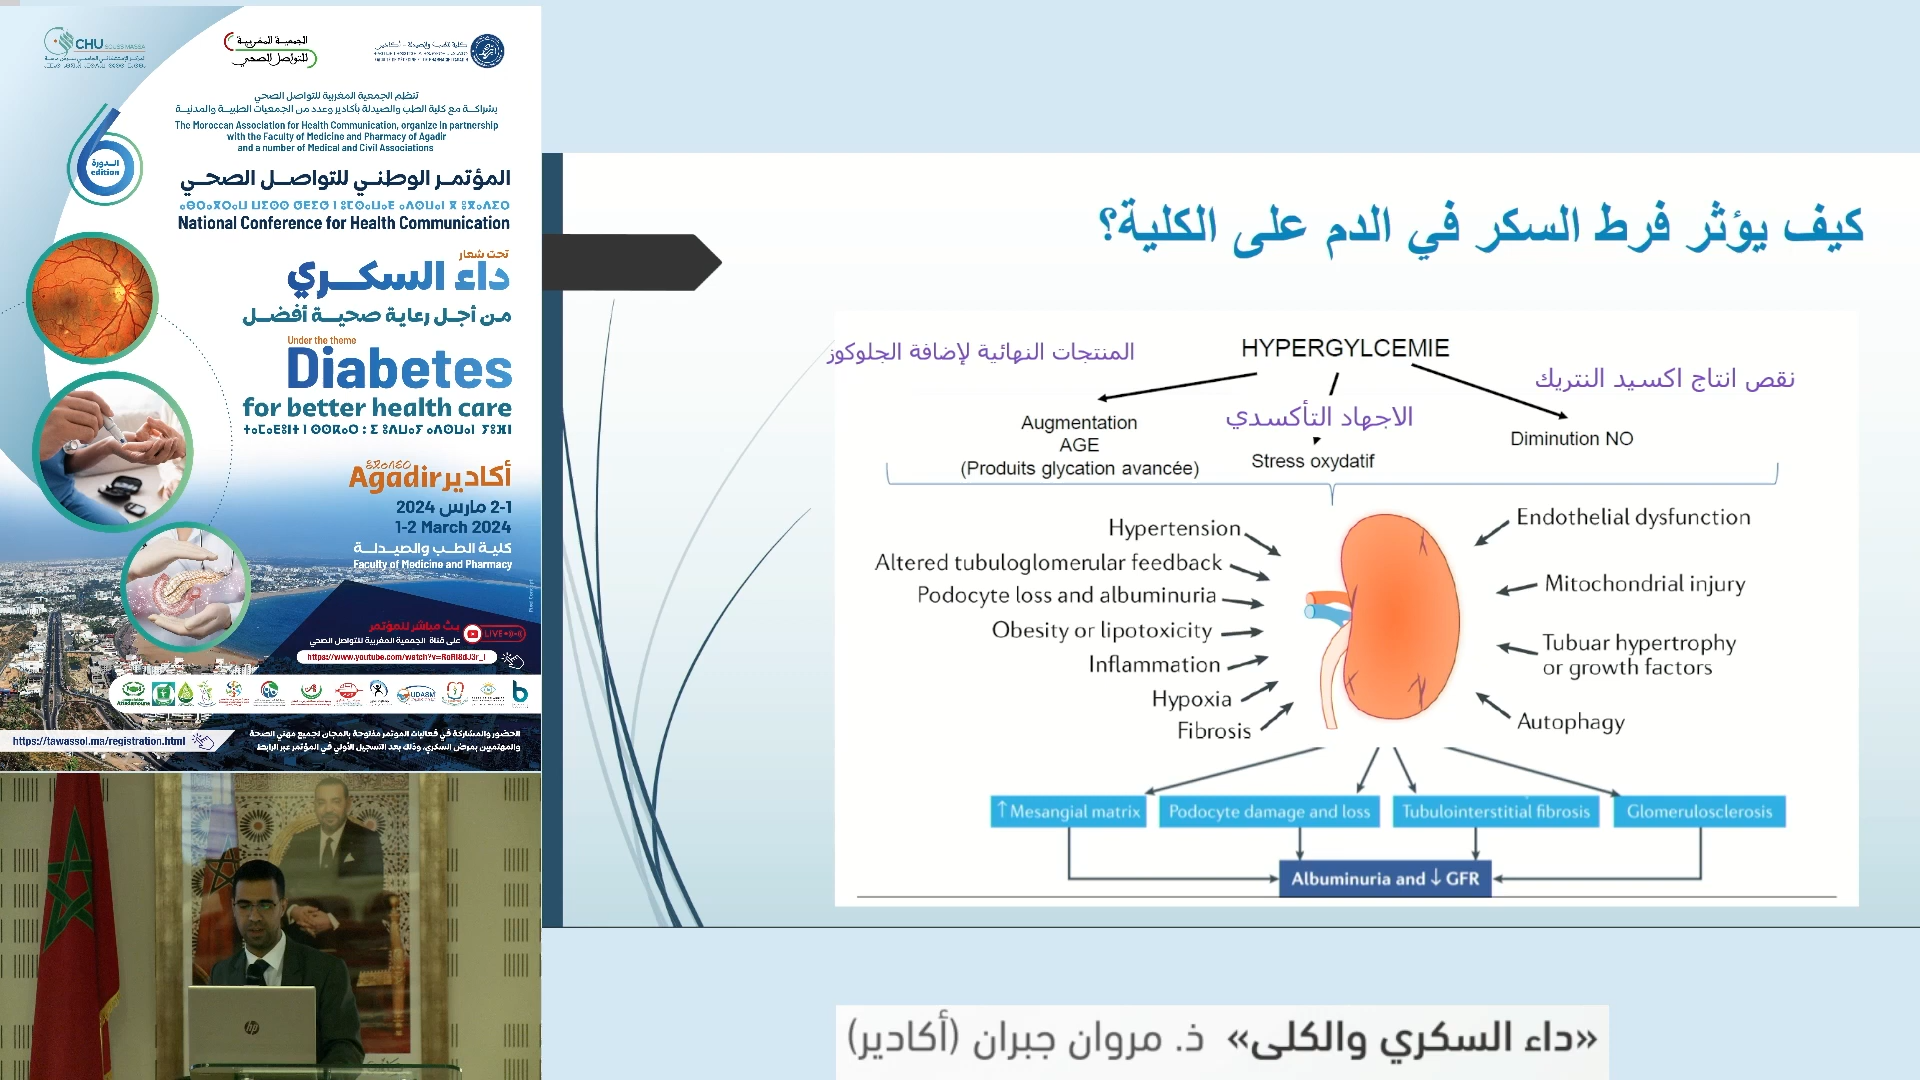 CHU SOUSS MASSA
الجمعية المغربية
للتواصل الصحي
تنظم الجمعية المغربية للتواصل الصحي
بشراكة مع كلية الطب والصيدلة بأكادير وعدد من الجمعيات الطبية والمدنية
The Moroccan Association for Health Communication, organize in partnership
with the Faculty of Medicine and Pharmacy of Agadir
and a number of Medical and Civil Associations
6
الدورة
edition
المؤتمر الوطني للتواصل الصحي
National Conference for Health Communication
تحت شعار
داء السكري
من أجل رعاية صحية أفضل
Under the theme
Diabetes
for better health care
أكادير Agadir
1-2 مارس 2024
1-2 March 2024
كلية الطب والصيدلة
Faculty of Medicine and Pharmacy
بث مباشر للمؤتمر
LIVE
على قناة الجمعية المغربية للتواصل الصحي
UDASM
https://tawassol.ma/registration.html
الحضور والمشاركة في فعاليات المؤتمر مفتوحة بالمجان لجميع مهنيي الصحة
والمهتمين بمرض السكري، وذلك بعد التسجيل الأولي في المؤتمر عبر الرابط
كيف يؤثر فرط السكر في الدم على الكلية؟
HYPERGYLCEMIE
المنتجات النهائية لإضافة الجلوكوز
نقص انتاج اكسيد النتريك
الاجهاد التأكسدي
Augmentation
AGE
(Produits glycation avancée)
Stress oxydatif
Diminution NO
Hypertension
Altered tubuloglomerular feedback
Podocyte loss and albuminuria
Obesity or lipotoxicity
Inflammation
Hypoxia
Fibrosis
Endothelial dysfunction
Mitochondrial injury
Tubuar hypertrophy
or growth factors
Autophagy
↑ Mesangial matrix
Podocyte damage and loss
Tubulointerstitial fibrosis
Glomerulosclerosis
Albuminuria and ↓ GFR
hp
«داء السكري والكلى» ذ. مروان جبران (أكادير)